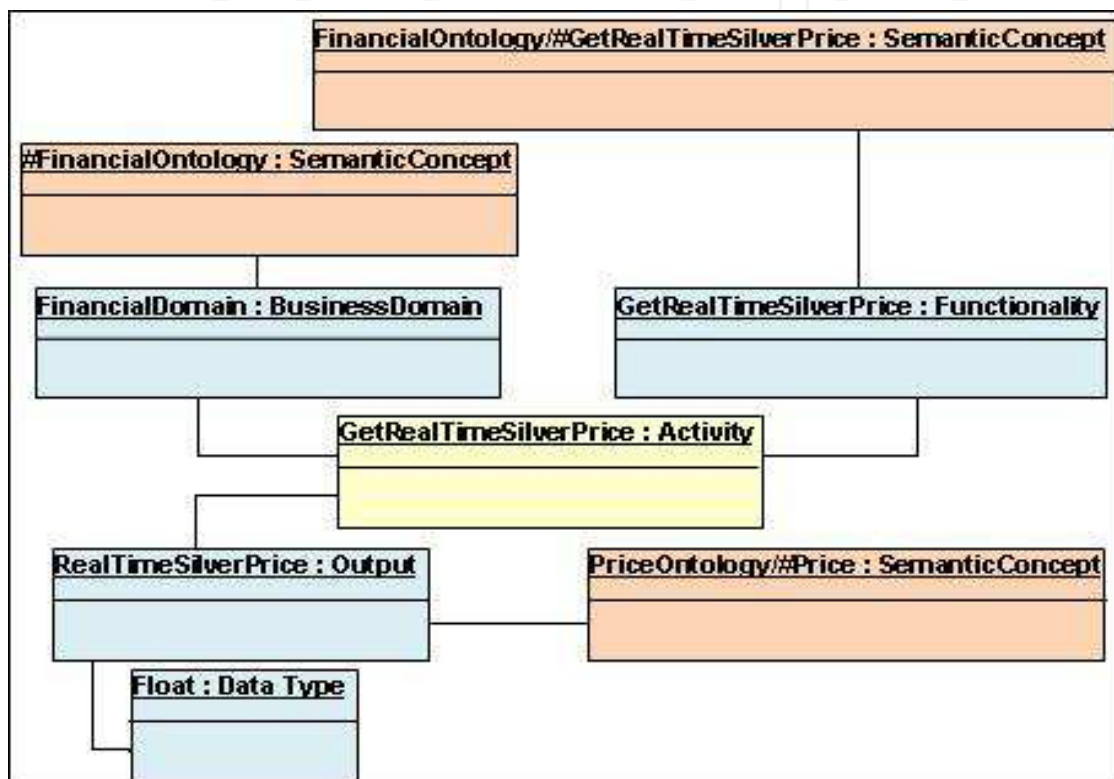 FinancialOntology/#GetRealTimeSilverPrice : SemanticConcept
#FinancialOntology : SemanticConcept
FinancialDomain : BusinessDomain
GetRealTimeSilverPrice : Functionality
GetRealTimeSilverPrice : Activity
RealTimeSilverPrice : Output
PriceOntology/#Price : SemanticConcept
Float : Data Type